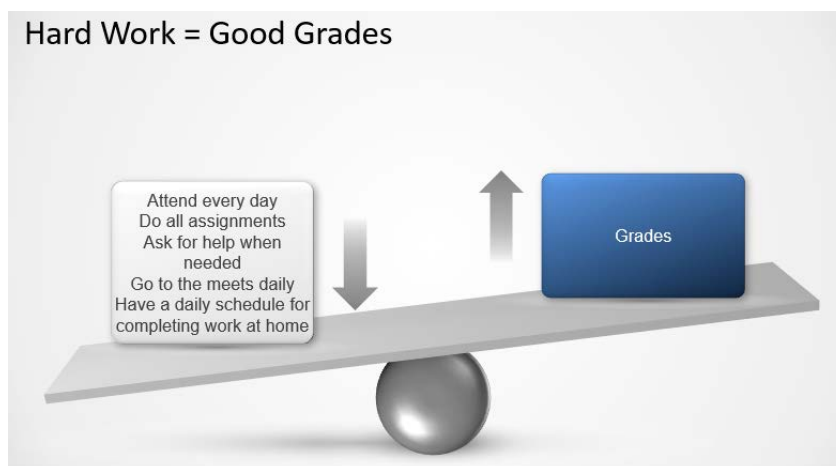 Hard Work = Good Grades
Attend every day
Do all assignments
Ask for help when
needed
Go to the meets daily
Have a daily schedule for
completing work at home
Grades